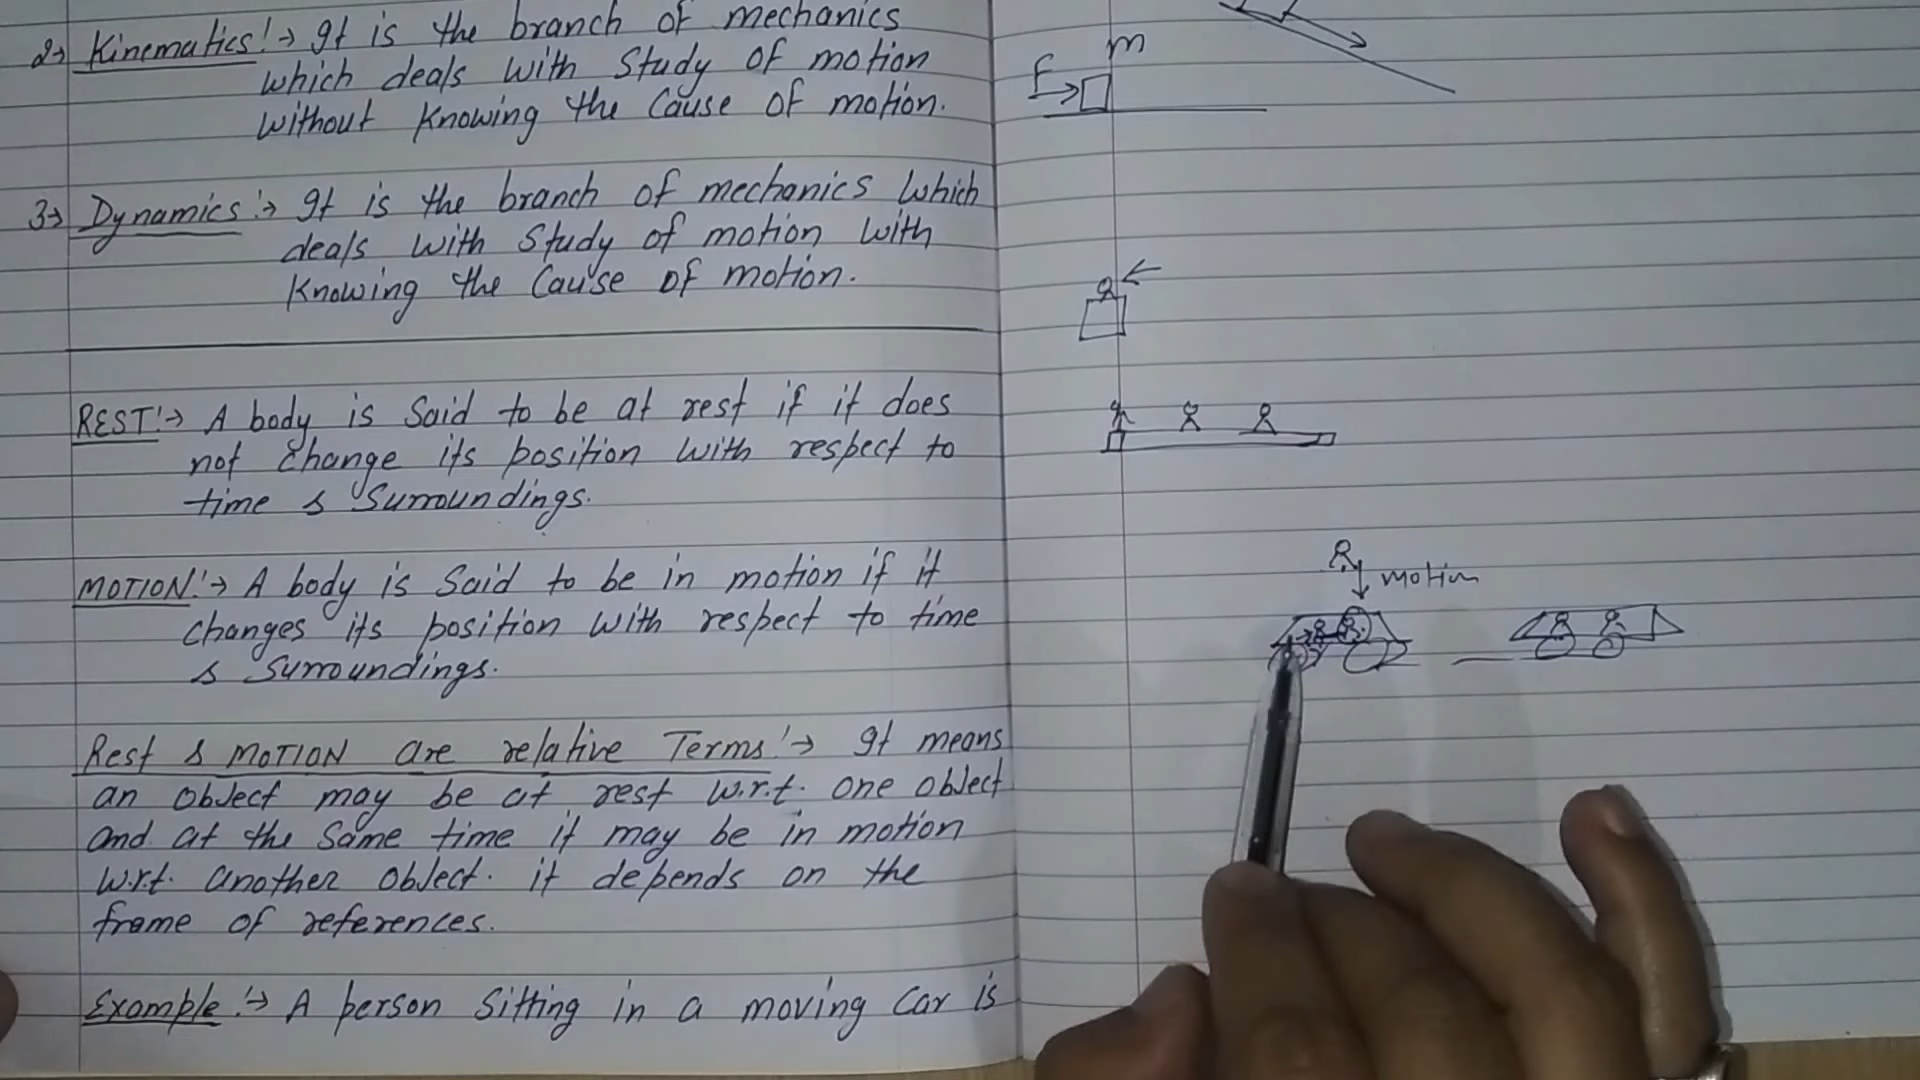 2→ Kinematics:→ It is the branch of mechanics
which deals with Study of motion
without Knowing the Cause of motion.
3→ Dynamics:→ It is the branch of mechanics which
deals with Study of motion with
Knowing the Cause of motion.
REST:→ A body is Said to be at rest if it does
not change its position with respect to
time & Surroundings.
MOTION:→ A body is Said to be in motion if it
changes its position with respect to time
& Surroundings.
Rest & MOTION are relative Terms:→ It means
an object may be at rest w.r.t. one object
and at the Same time it may be in motion
w.r.t. another object. it depends on the
frame of references.
Example:→ A person Sitting in a moving Car is
m
F
motion